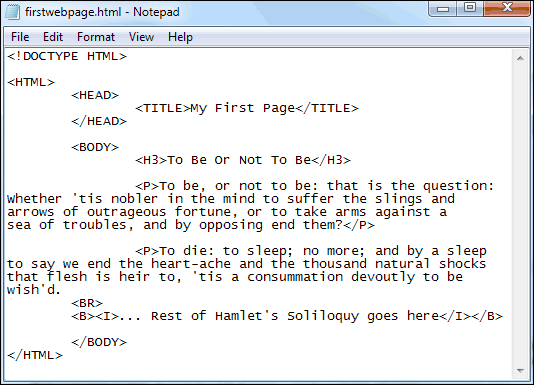 firstwebpage.html - Notepad
File Edit Format View Help
<!DOCTYPE HTML>
<HTML>
<HEAD>
<TITLE>My First Page</TITLE>
</HEAD>
<BODY>
<H3>To Be Or Not To Be</H3>
<P>To be, or not to be: that is the question:
Whether 'tis nobler in the mind to suffer the slings and
arrows of outrageous fortune, or to take arms against a
sea of troubles, and by opposing end them?</P>
<P>To die: to sleep; no more; and by a sleep
to say we end the heart-ache and the thousand natural shocks
that flesh is heir to, 'tis a consummation devoutly to be
wish'd.
<BR>
<B><I>... Rest of Hamlet's Soliloquy goes here</I></B>
</BODY>
</HTML>